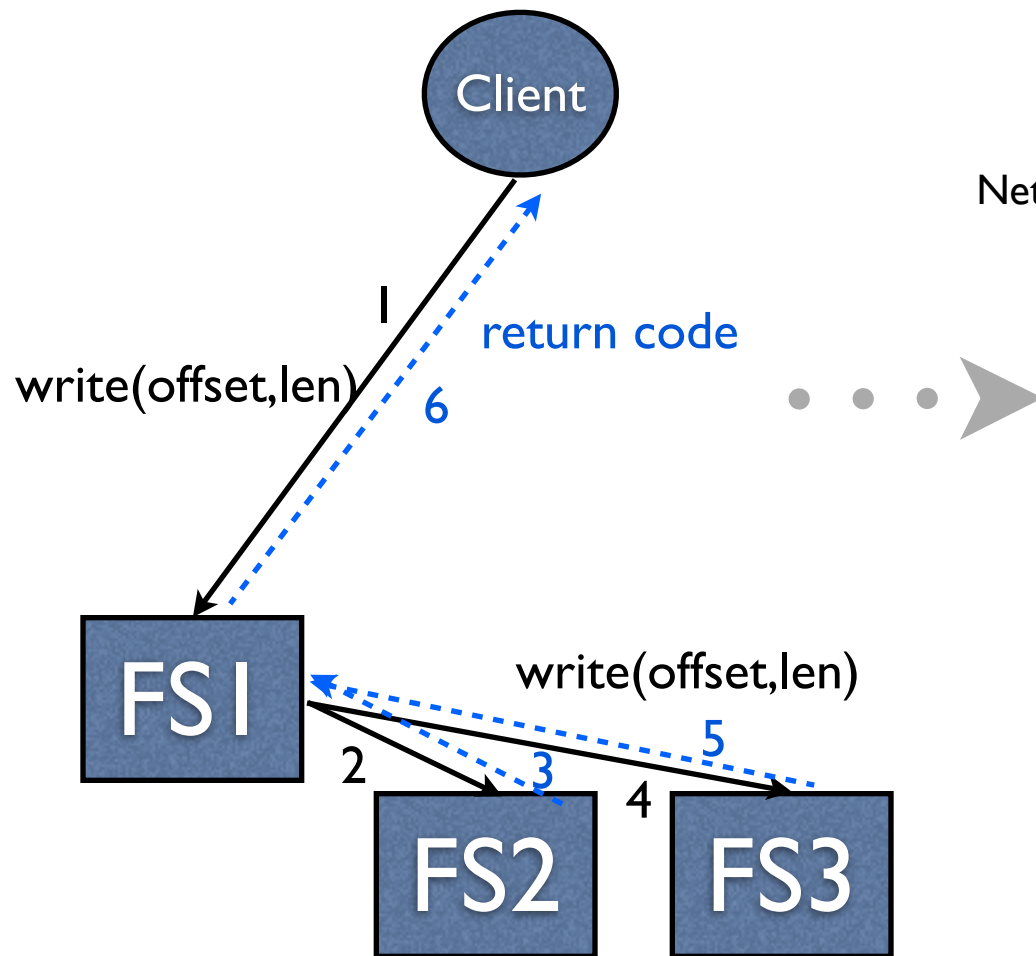 Client
Net
1
return code
write(offset,len)
6
FS1
write(offset,len)
5
2
3
4
FS2
FS3